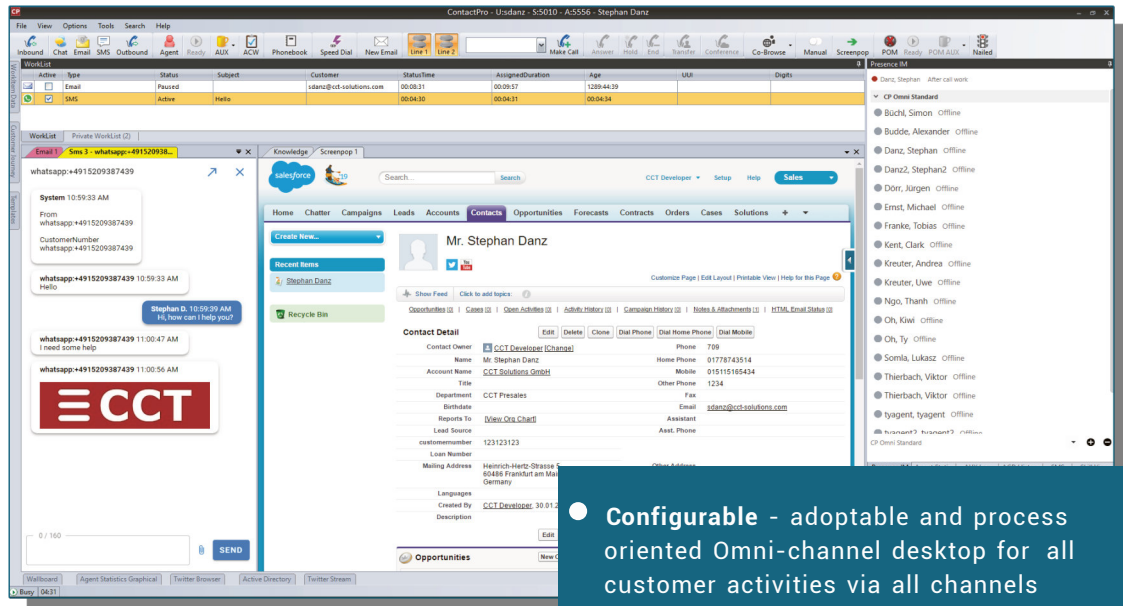 CP
ContactPro - U:sdanz - S:5010 - A:5556 - Stephan Danz
File View Options Tools Search Help
Inbound Chat Email SMS Outbound Agent Ready AUX ACW Phonebook Speed Dial New Email Line 1 Line 2 Make Call Answer Hold End Transfer Conference Co-Browse Manual Screenpop POM Ready POM AUX Nailed
WorkList
Active Type Status Subject Customer StatusTime AssignedDuration Age UUI Digits
Email Paused sdanz@cct-solutions.com 00:08:31 00:09:57 1289:44:39
SMS Active Hello 00:04:30 00:04:31 00:04:34
WorkList Private WorkList (2)
Workitem Data
Customer Journey
Templates
Email 1 Sms 3 - whatsapp:+491520938...
whatsapp:+4915209387439
System 10:59:33 AM
From
whatsapp:+4915209387439
CustomerNumber
whatsapp:+4915209387439
whatsapp:+4915209387439 10:59:33 AM
Hello
Stephan D. 10:59:39 AM
Hi, how can I help you?
whatsapp:+4915209387439 11:00:47 AM
I need some help
whatsapp:+4915209387439 11:00:56 AM
CCT
0 / 160
SEND
Knowledge Screenpop 1
salesforce 19 Search... Search CCT Developer Setup Help Sales
Home Chatter Campaigns Leads Accounts Contacts Opportunities Forecasts Contracts Orders Cases Solutions +
Create New...
Recent Items
Stephan Danz
Recycle Bin
Mr. Stephan Danz
You Tube
Customize Page | Edit Layout | Printable View | Help for this Page
Show Feed Click to add topics:
Opportunities [0] | Cases [0] | Open Activities [0] | Activity History [0] | Campaign History [0] | Notes & Attachments [1] | HTML Email Status [0]
Contact Detail Edit Delete Clone Dial Phone Dial Home Phone Dial Mobile
Contact Owner CCT Developer [Change] Phone 709
Name Mr. Stephan Danz Home Phone 01778743514
Account Name CCT Solutions GmbH Mobile 015115165434
Title Other Phone 1234
Department CCT Presales Fax
Birthdate Email sdanz@cct-solutions.com
Reports To [View Org Chart] Assistant
Lead Source Asst. Phone
customernumber 123123123
Loan Number
Mailing Address Heinrich-Hertz-Strasse Other Address
60486 Frankfurt am
Germany
Languages
Created By CCT Developer, 30.01.2
Description
Edit
Opportunities New
Presence IM
Danz, Stephan After call work
CP Omni Standard
Büchl, Simon Offline
Budde, Alexander Offline
Danz, Stephan Offline
Danz2, Stephan2 Offline
Dörr, Jürgen Offline
Ernst, Michael Offline
Franke, Tobias Offline
Kent, Clark Offline
Kreuter, Andrea Offline
Kreuter, Uwe Offline
Ngo, Thanh Offline
Oh, Kiwi Offline
Oh, Ty Offline
Somla, Lukasz Offline
Thierbach, Viktor Offline
Thierbach, Viktor Offline
tyagent, tyagent Offline
tyagent2, tyagent2 Offline
CP Omni Standard
Configurable - adoptable and process
oriented Omni-channel desktop for all
customer activities via all channels
Wallboard Agent Statistics Graphical Twitter Browser Active Directory Twitter Stream
Busy 04:31